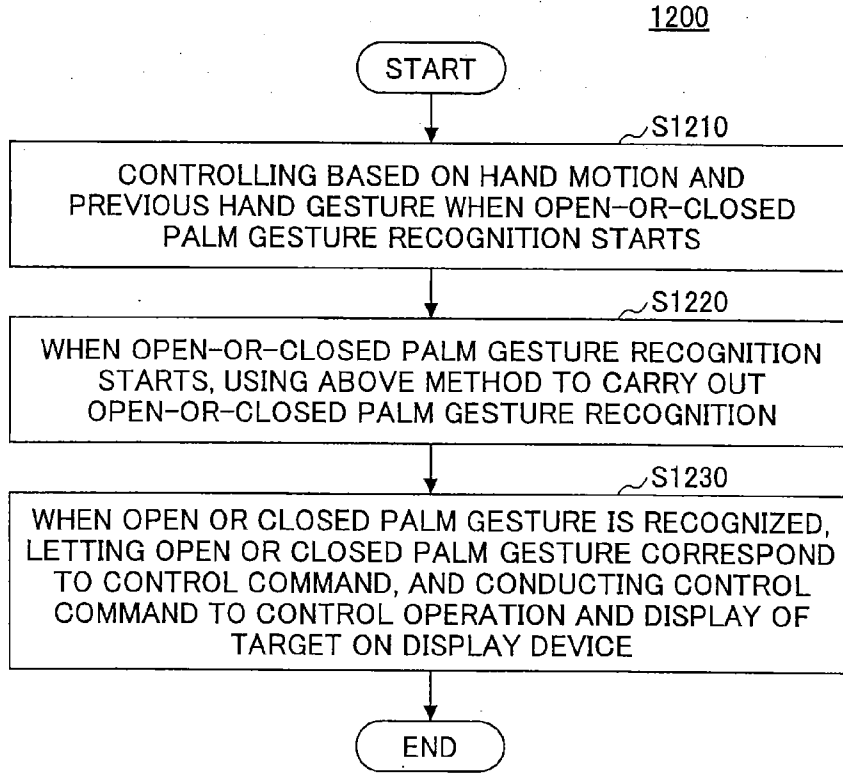 1200
START
S1210
CONTROLLING BASED ON HAND MOTION AND
PREVIOUS HAND GESTURE WHEN OPEN-OR-CLOSED
PALM GESTURE RECOGNITION STARTS
S1220
WHEN OPEN-OR-CLOSED PALM GESTURE RECOGNITION
STARTS, USING ABOVE METHOD TO CARRY OUT
OPEN-OR-CLOSED PALM GESTURE RECOGNITION
S1230
WHEN OPEN OR CLOSED PALM GESTURE IS RECOGNIZED,
LETTING OPEN OR CLOSED PALM GESTURE CORRESPOND
TO CONTROL COMMAND, AND CONDUCTING CONTROL
COMMAND TO CONTROL OPERATION AND DISPLAY OF
TARGET ON DISPLAY DEVICE
END